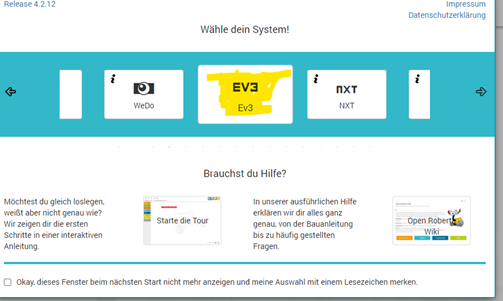 Release 4.2.12
Impressum
Datenschutzerklärung
Wähle dein System!
WeDo
EV3
Ev3
NXT
NXT
Brauchst du Hilfe?
Möchtest du gleich loslegen,
weißt aber nicht genau wie?
Wir zeigen dir die ersten
Schritte in einer interaktiven
Anleitung.
Starte die Tour
In unserer ausführlichen Hilfe
erklären wir dir alles ganz
genau, von der Bauanleitung
bis zu häufig gestellten
Fragen.
Open Roberta
Wiki
Okay, dieses Fenster beim nächsten Start nicht mehr anzeigen und meine Auswahl mit einem Lesezeichen merken.